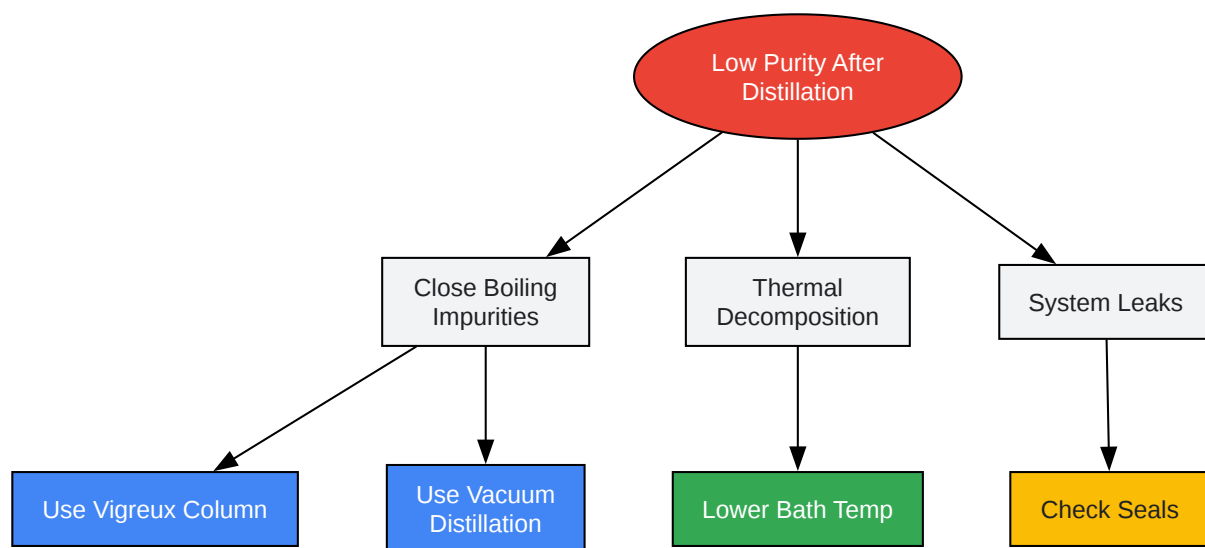 Low Purity After
Distillation
Close Boiling
Impurities
Thermal
Decomposition
System Leaks
Use Vigreux Column
Use Vacuum
Distillation
Lower Bath Temp
Check Seals